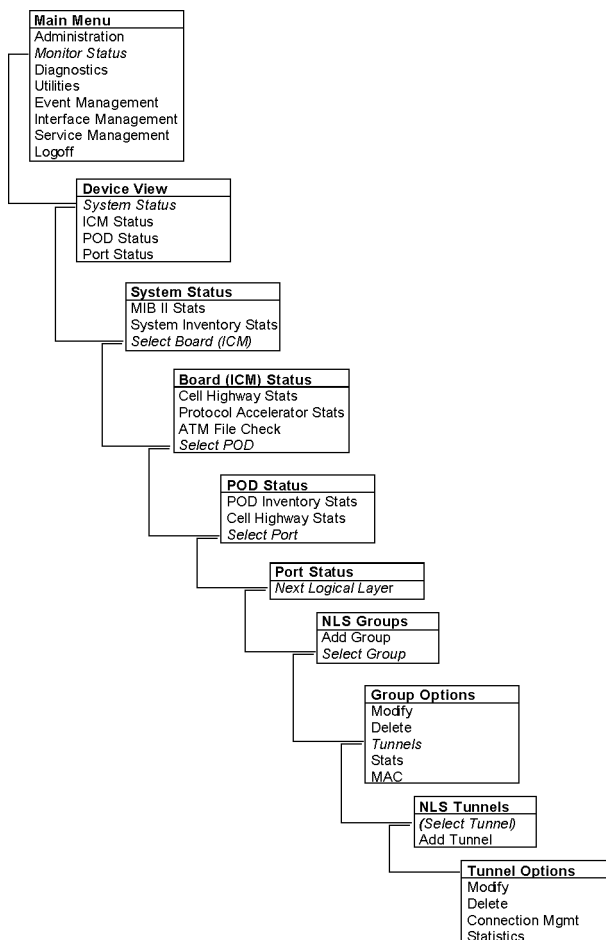 Main Menu
Administration
Monitor Status
Diagnostics
Utilities
Event Management
Interface Management
Service Management
Logoff
Device View
System Status
ICM Status
POD Status
Port Status
System Status
MIB II Stats
System Inventory Stats
Select Board (ICM)
Board (ICM) Status
Cell Highway Stats
Protocol Accelerator Stats
ATM File Check
Select POD
POD Status
POD Inventory Stats
Cell Highway Stats
Select Port
Port Status
Next Logical Layer
NLS Groups
Add Group
Select Group
Group Options
Modify
Delete
Tunnels
Stats
MAC
NLS Tunnels
(Select Tunnel)
Add Tunnel
Tunnel Options
Modify
Delete
Connection Mgmt
Statistics